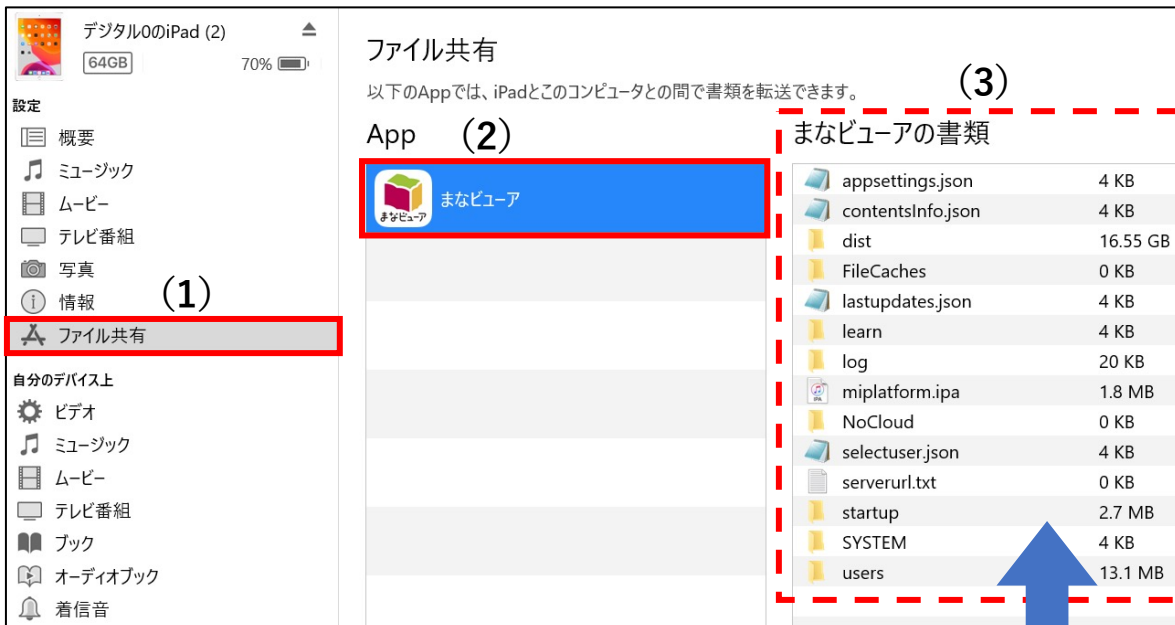 デジタル0のiPad (2)
64GB
70%
設定
概要
ミュージック
ムービー
テレビ番組
写真
情報
(1)
ファイル共有
自分のデバイス上
ビデオ
ミュージック
ムービー
テレビ番組
ブック
オーディオブック
着信音
ファイル共有
以下のAppでは、iPadとこのコンピュータとの間で書類を転送できます。
App
(2)
まなビューア
まなビューア
(3)
まなビューアの書類
appsettings.json 4 KB
contentsInfo.json 4 KB
dist 16.55 GB
FileCaches 0 KB
lastupdates.json 4 KB
learn 4 KB
log 20 KB
miplatform.ipa 1.8 MB
NoCloud 0 KB
selectuser.json 4 KB
serverurl.txt 0 KB
startup 2.7 MB
SYSTEM 4 KB
users 13.1 MB